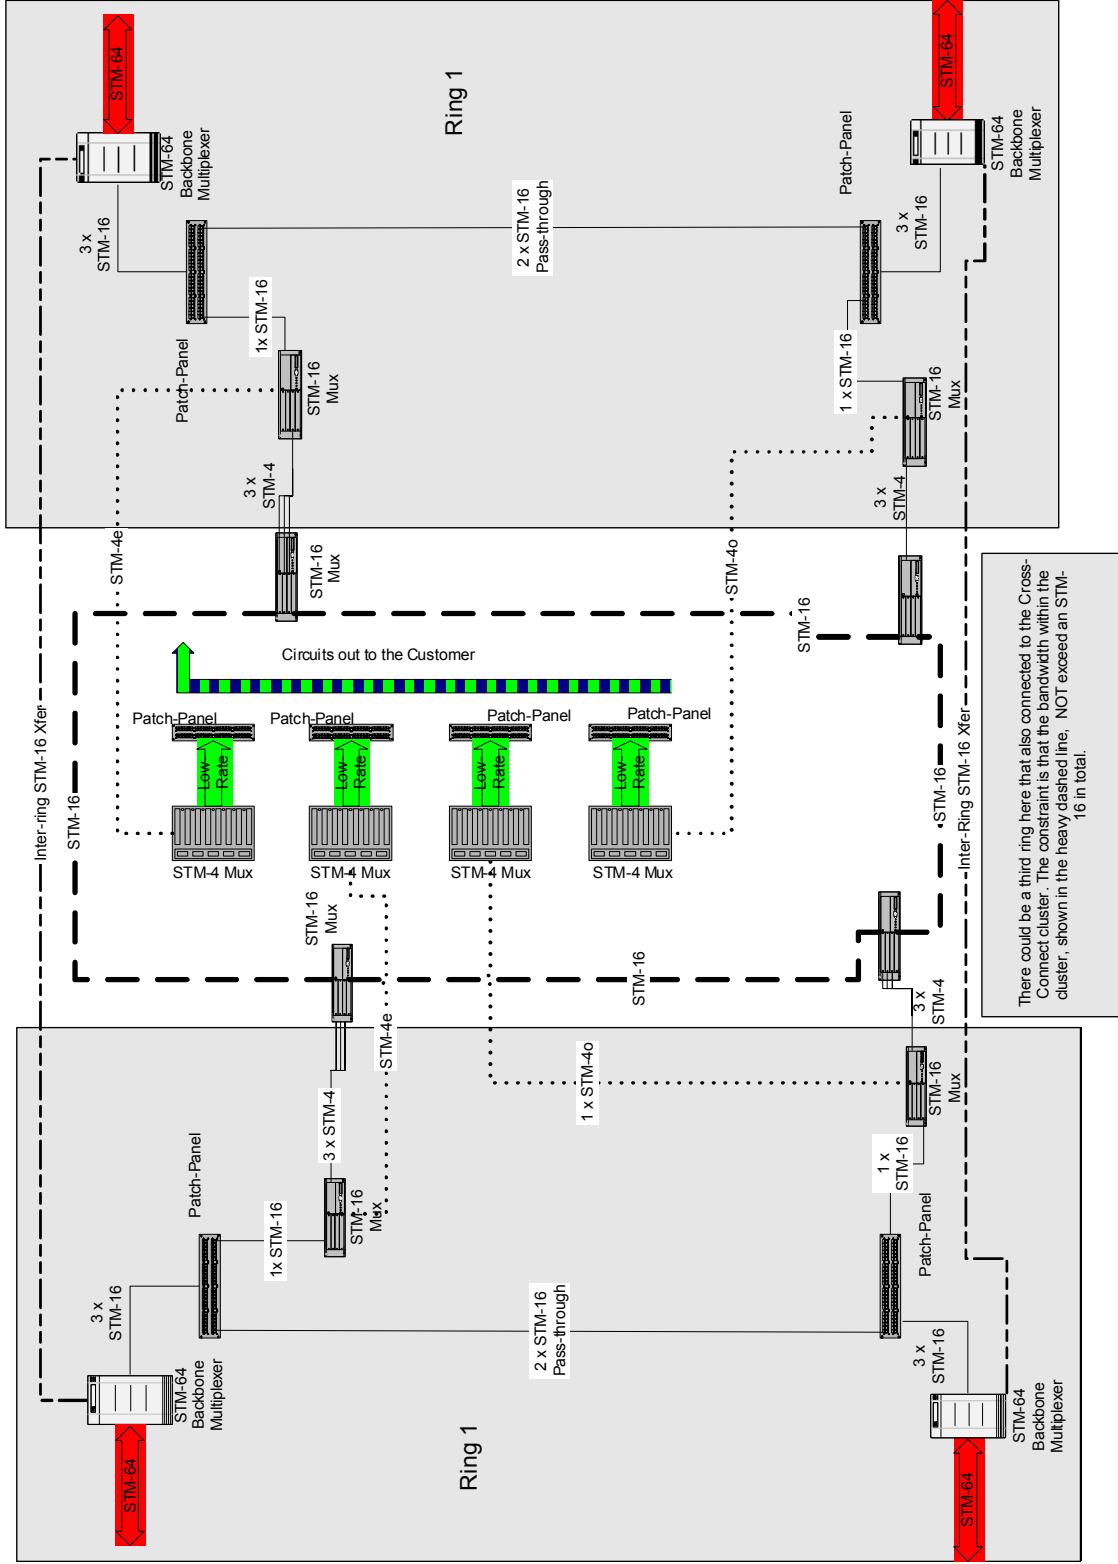 STM-64
STM-64
Backbone
Multiplexer
3 x
STM-16
Patch-Panel
1x STM-16
STM-16
Mux
3 x
STM-4
Ring 1
2 x STM-16
Pass-through
STM-64
STM-64
Backbone
Multiplexer
Patch-Panel
3 x
STM-16
1 x STM-16
STM-16
Mux
3 x
STM-4
Inter-ring STM-16 Xfer
STM-4e
STM-16
Mux
STM-4o
STM-16
STM-16
STM-16
STM-16
Inter-Ring STM-16 Xfer
Circuits out to the Customer
Patch-Panel
Patch-Panel
Patch-Panel
Patch-Panel
Low
Rate
Low
Rate
Low
Rate
Low
Rate
STM-4 Mux
STM-4 Mux
STM-4 Mux
STM-4 Mux
STM-16
Mux
STM-4e
1 x STM-4o
There could be a third ring here that also connected to the Cross-
Connect cluster. The constraint is that the bandwidth within the
cluster, shown in the heavy dashed line, NOT exceed an STM-
16 in total.
Patch-Panel
3 x STM-4
1x STM-16
STM-16
Mux
3 x
STM-16
STM-64
Backbone
Multiplexer
STM-64
Ring 1
2 x STM-16
Pass-through
3 x
STM-4
STM-16
Mux
1 x
STM-16
Patch-Panel
3 x
STM-16
STM-64
Backbone
Multiplexer
STM-64